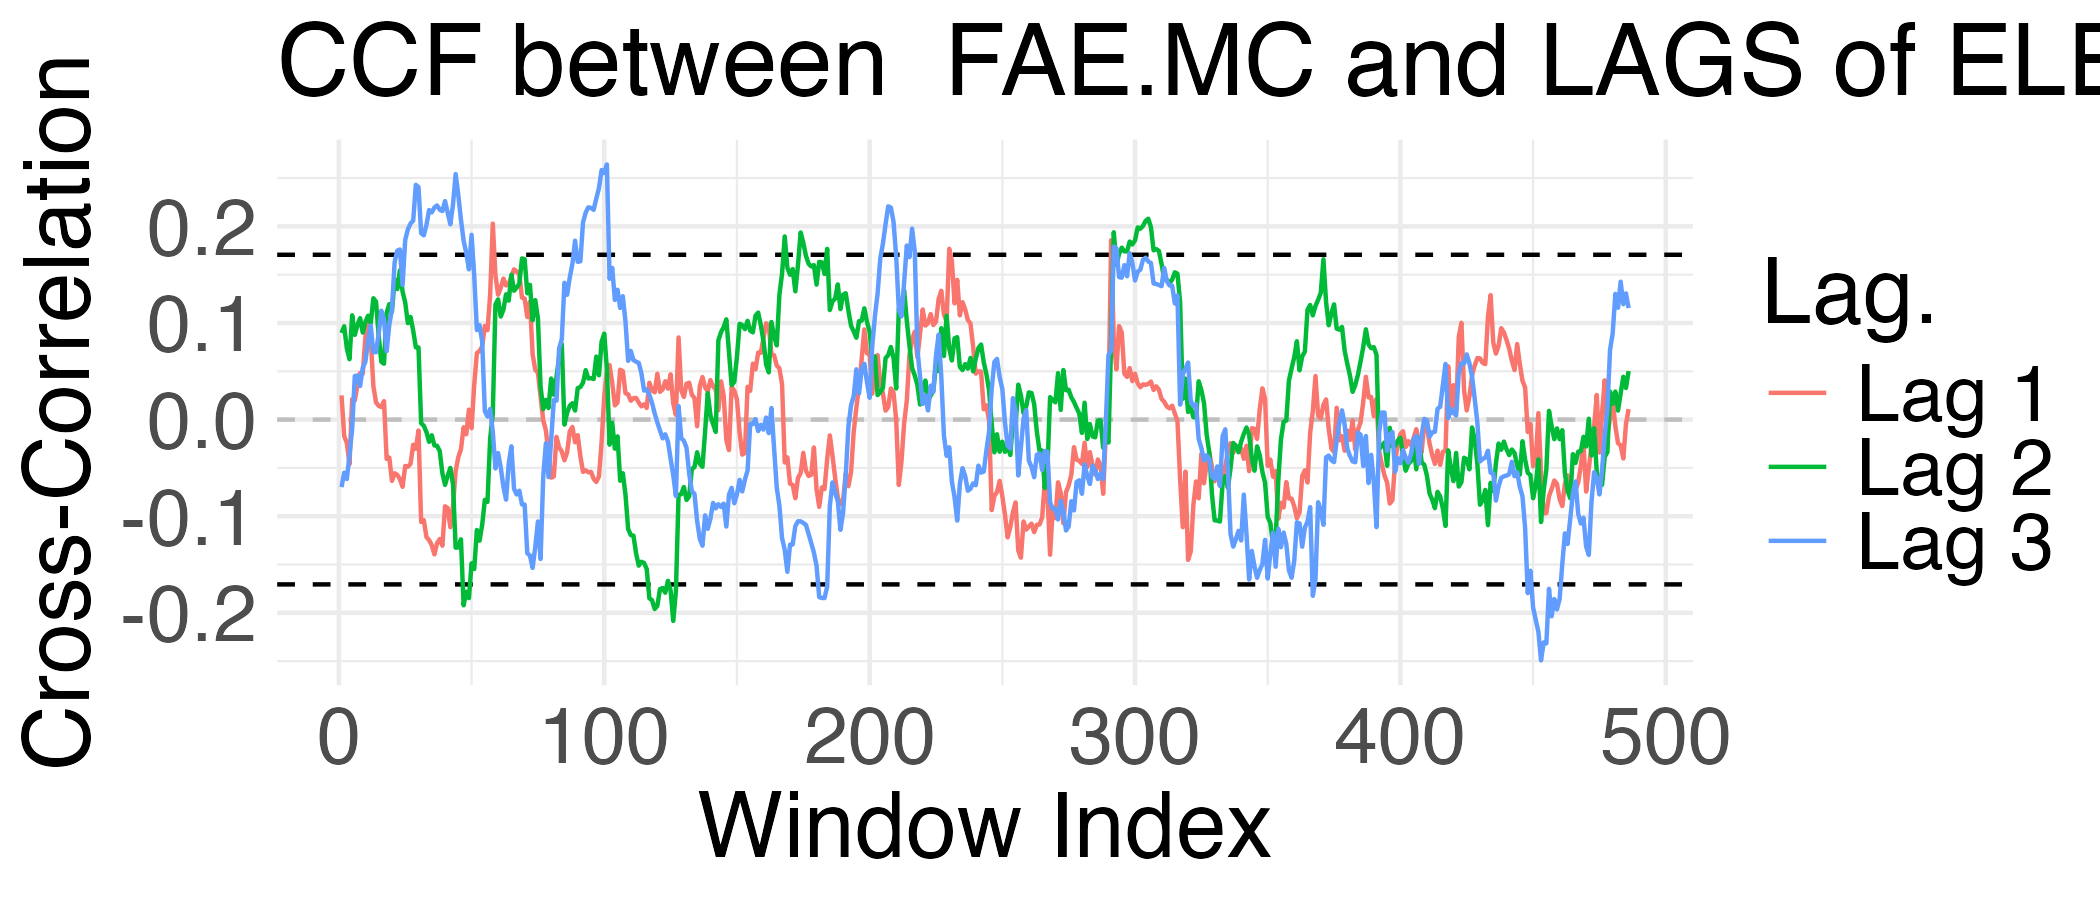 CCF between  FAE.MC and LAGS of ELE
Cross-Correlation
0.2
0.1
0.0
-0.1
-0.2
0 100 200 300 400 500
Window Index
Lag.
Lag 1
Lag 2
Lag 3